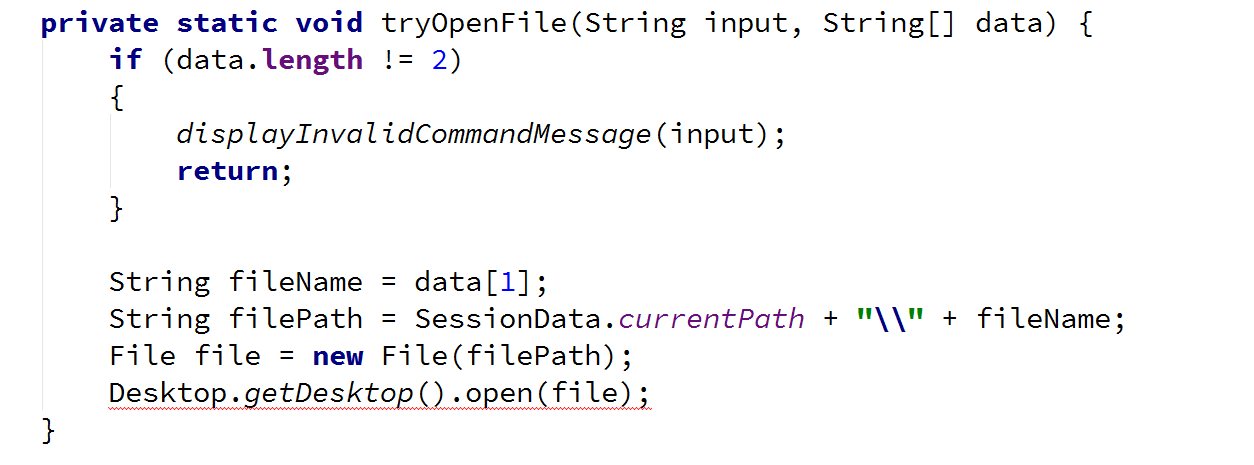 private static void tryOpenFile(String input, String[] data) {
    if (data.length != 2)
    {
        displayInvalidCommandMessage(input);
        return;
    }

    String fileName = data[1];
    String filePath = SessionData.currentPath + "\\" + fileName;
    File file = new File(filePath);
    Desktop.getDesktop().open(file);
}